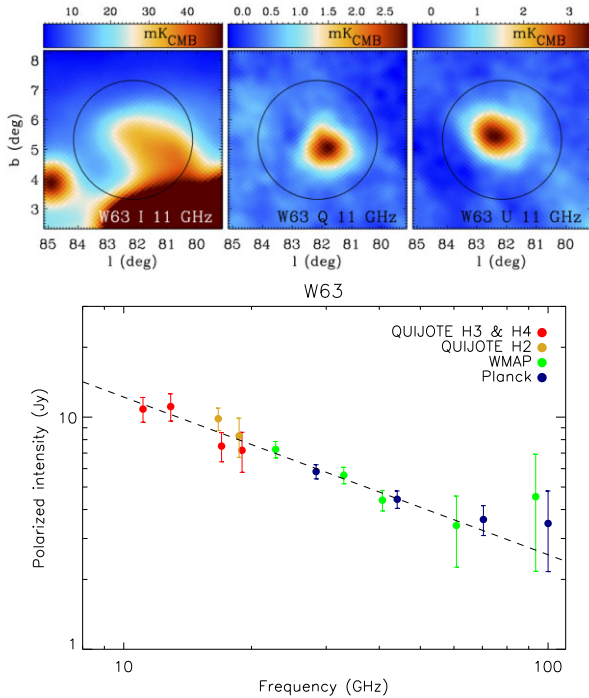 10 20 30 40
0.0 0.5 1.0 1.5 2.0 2.5
0 1 2 3
mK_CMB
mK_CMB
mK_CMB
8
7
6
5
4
3
b (deg)
W63 I 11 GHz
W63 Q 11 GHz
W63 U 11 GHz
85 84 83 82 81 80
85 84 83 82 81 80
85 84 83 82 81 80
l (deg)
l (deg)
l (deg)
W63
QUIJOTE H3 & H4
QUIJOTE H2
WMAP
Planck
Polarized intensity (Jy)
10
1
10
100
Frequency (GHz)